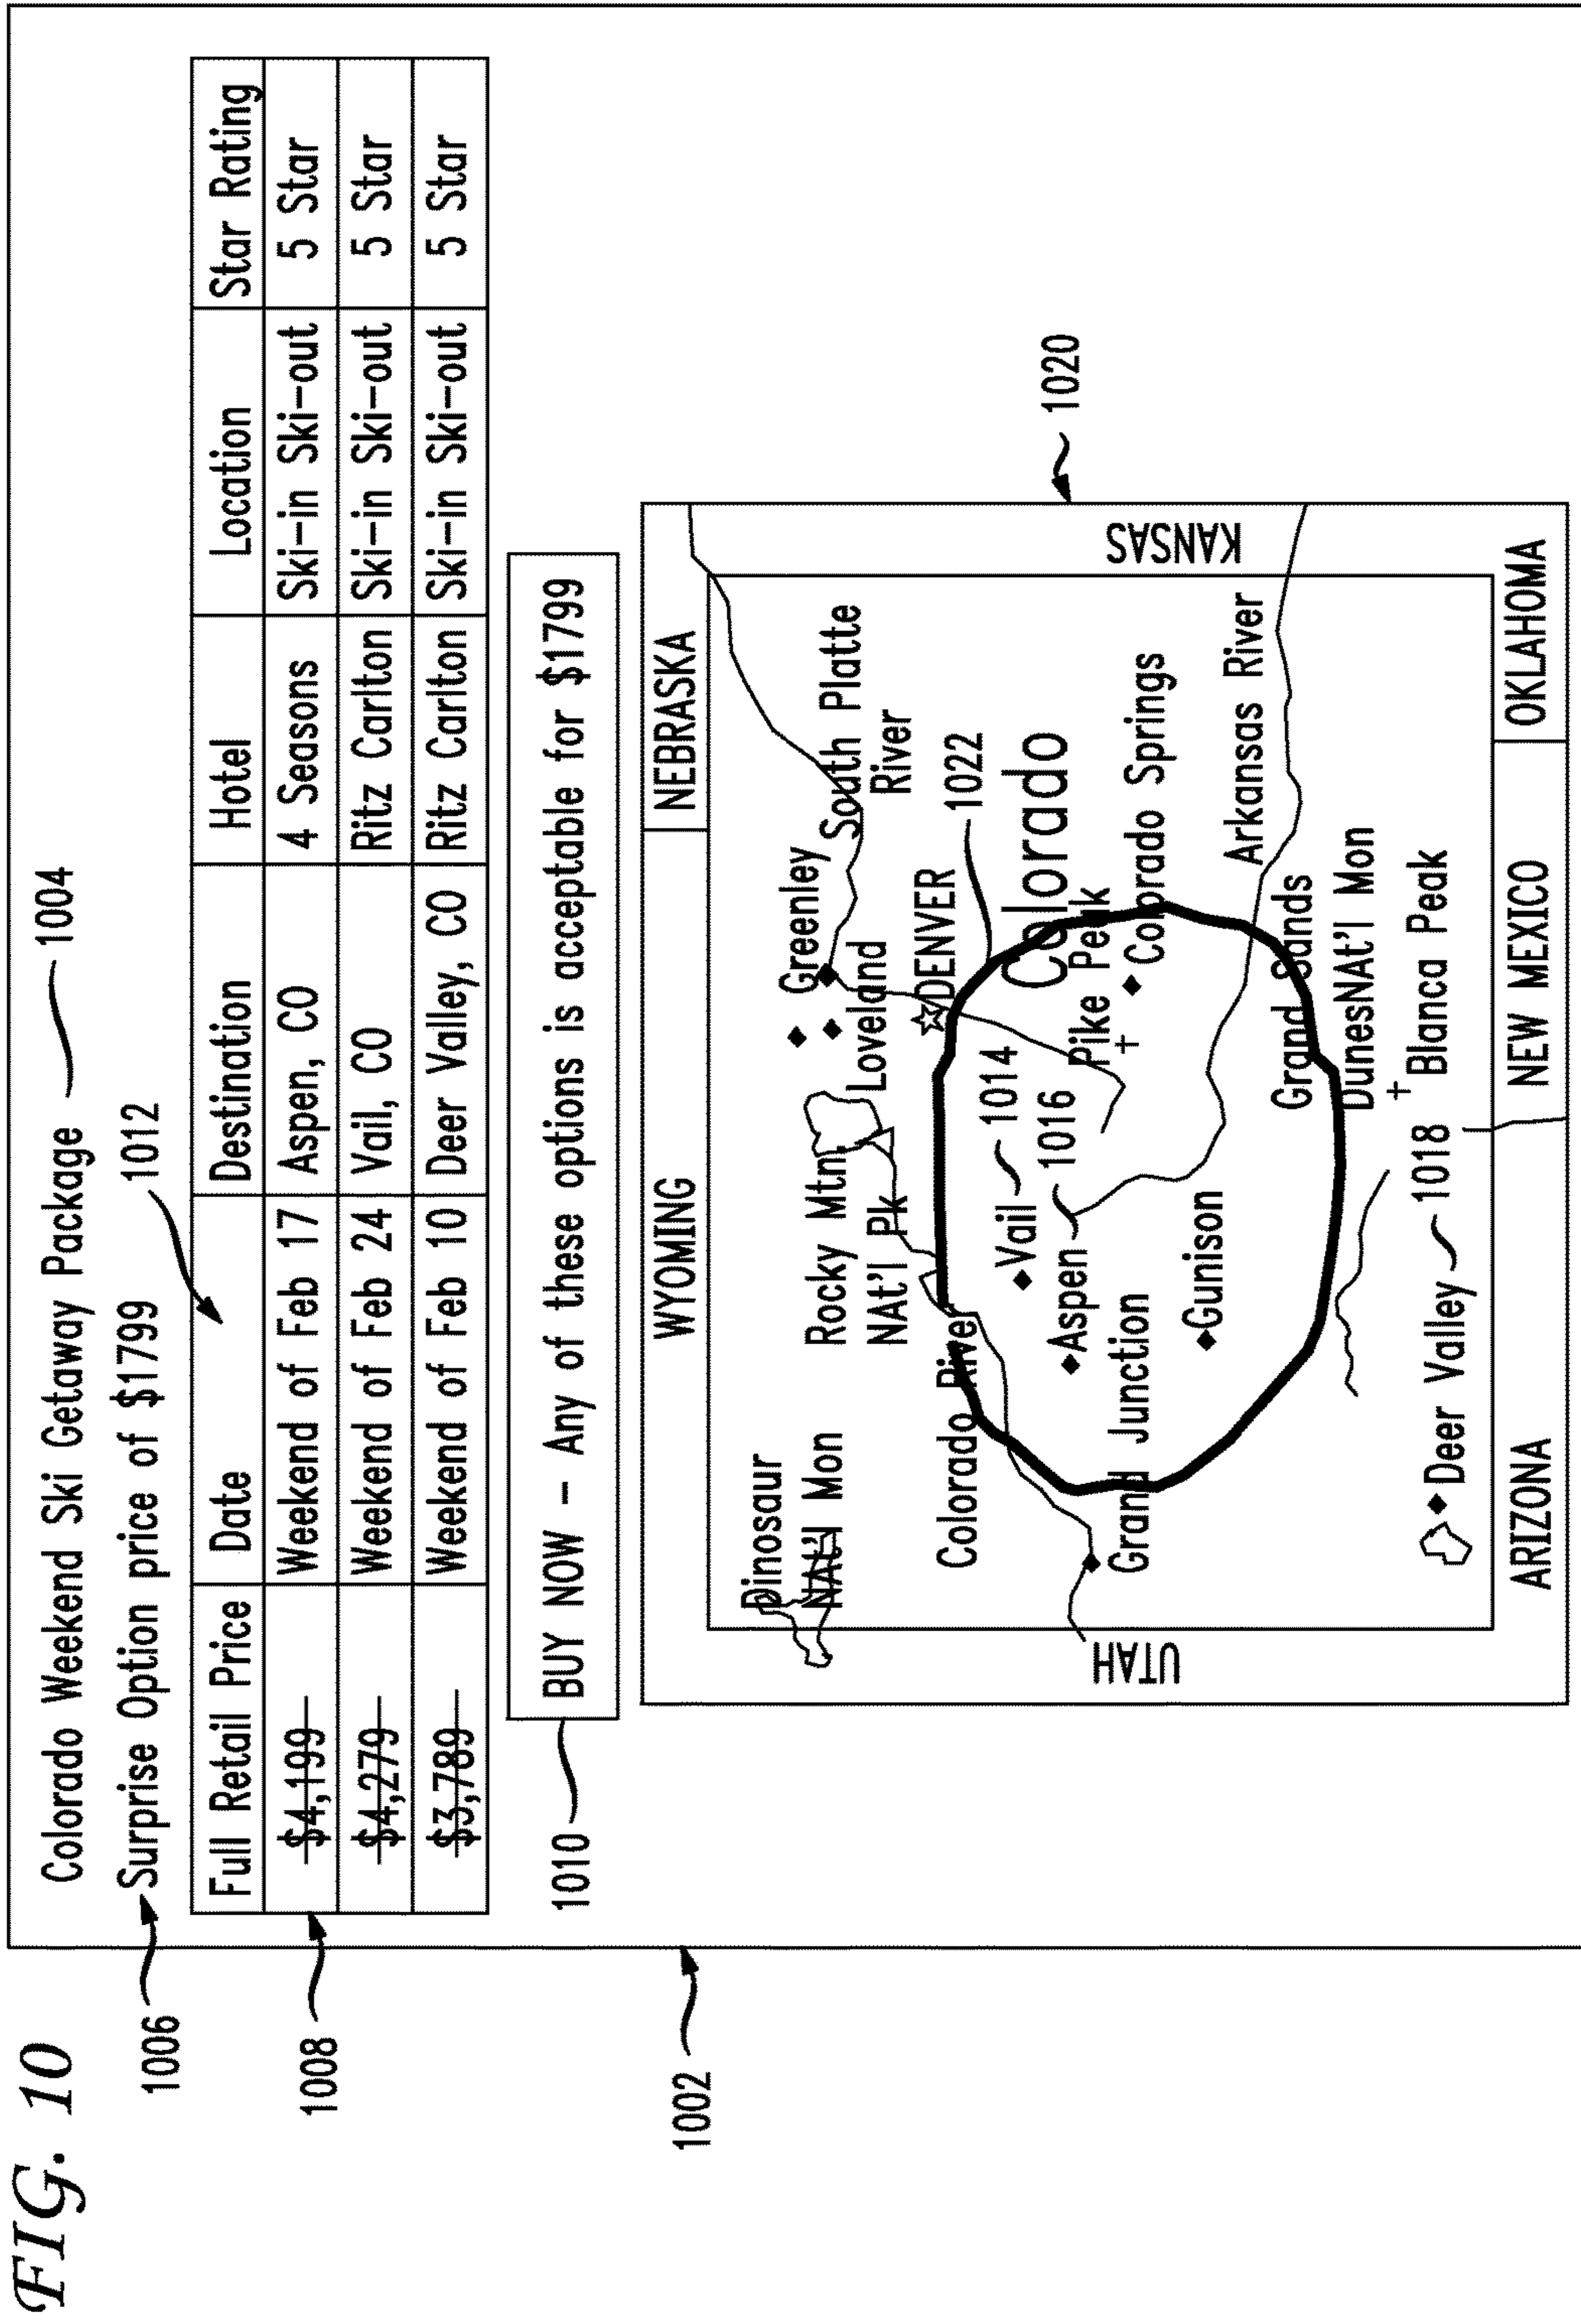 FIG. 10
Colorado Weekend Ski Getaway Package 1004
1006 Surprise Option price of $1799 1012
Full Retail Price Date Destination Hotel Location Star Rating
1008 $4,199 Weekend of Feb 17 Aspen, CO 4 Seasons Ski-in Ski-out 5 Star
$4,279 Weekend of Feb 24 Vail, CO Ritz Carlton Ski-in Ski-out 5 Star
$3,789 Weekend of Feb 10 Deer Valley, CO Ritz Carlton Ski-in Ski-out 5 Star
1010 BUY NOW - Any of these options is acceptable for $1799
1002
1020
WYOMING NEBRASKA
Dinosaur
NAt'l Mon
Rocky Mtn.
NAt'l Pk
Greenley
Loveland
South Platte
River
DENVER
1022
Colorado River
Vail 1014
Colorado
Aspen 1016
Pike Peak
Grand Junction
Colorado Springs
UTAH
KANSAS
Gunison
Arkansas River
Grand Sands
DunesNAt'l Mon
Blanca Peak
Deer Valley 1018
ARIZONA NEW MEXICO OKLAHOMA